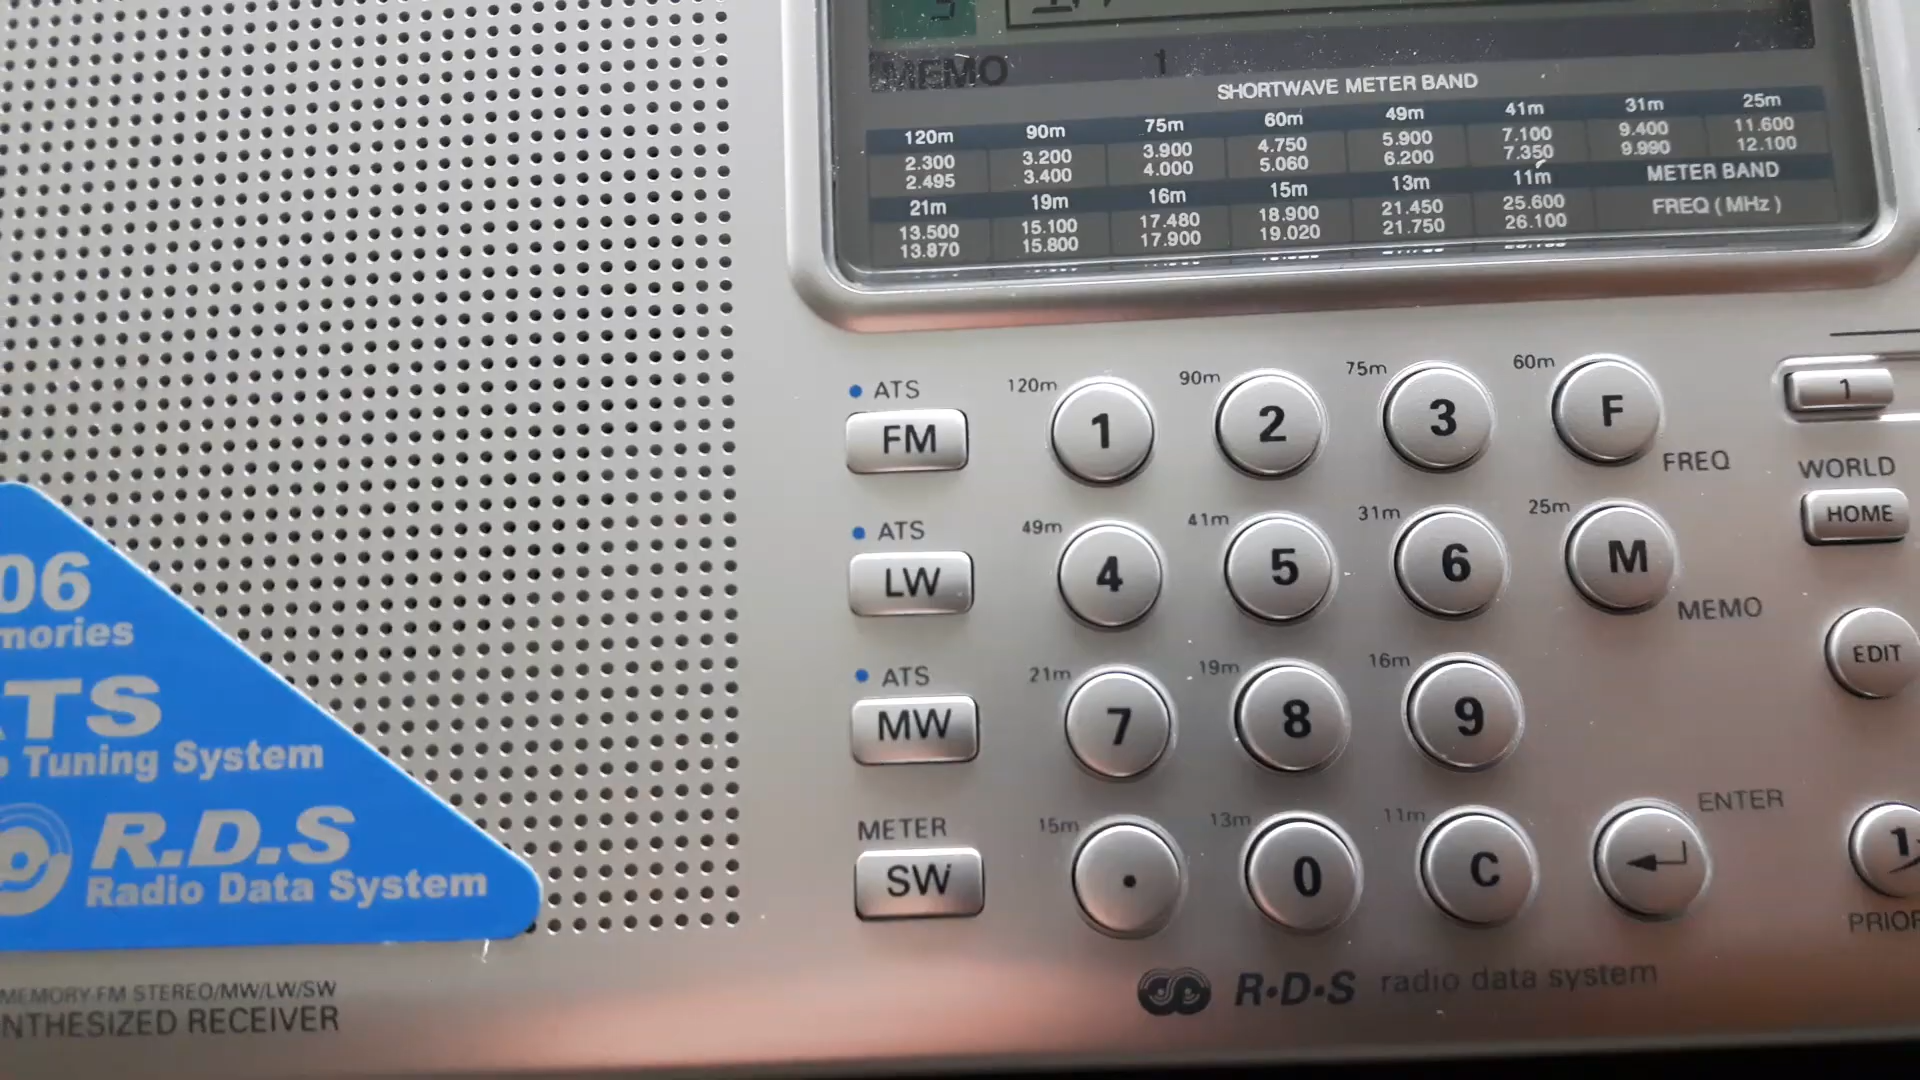 MEMO 1
SHORTWAVE METER BAND
120m 90m 75m 60m 49m 41m 31m 25m
2.300 3.200 3.900 4.750 5.900 7.100 9.400 11.600
2.495 3.400 4.000 5.060 6.200 7.350 9.990 12.100
21m 19m 16m 15m 13m 11m METER BAND
13.500 15.100 17.480 18.900 21.450 25.600 FREQ ( MHz )
13.870 15.800 17.900 19.020 21.750 26.100
ATS 120m 90m 75m 60m
FM 1 2 3 F 1
FREQ WORLD
ATS 49m 41m 31m 25m
LW 4 5 6 M HOME
MEMO
ATS 21m 19m 16m
MW 7 8 9 EDIT
METER 15m 13m 11m ENTER
SW . 0 C
R·D·S radio data system
06
mories
TS
Tuning System
R.D.S
Radio Data System
MEMORY-FM STEREO/MW/LW/SW
NTHESIZED RECEIVER
PRIOR